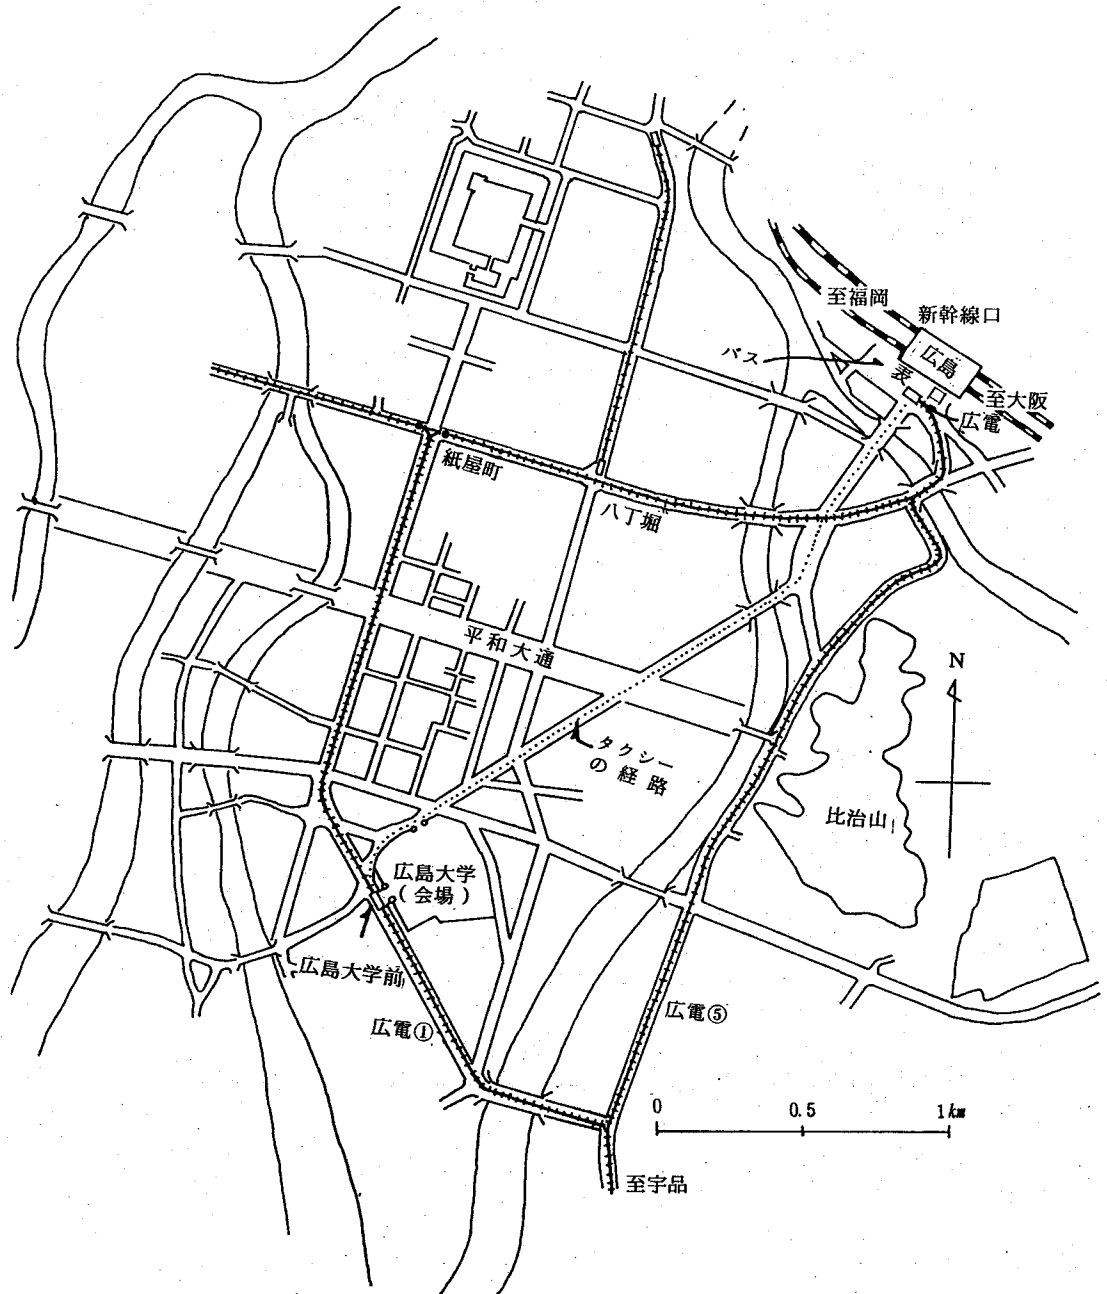 至福岡
新幹線口
バス
広島
表口
至大阪
広電
紙屋町
八丁堀
平和大通
N
タクシー
の経路
比治山
広島大学
(会場)
広島大学前
広電①
広電⑤
0 0.5 1km
至宇品